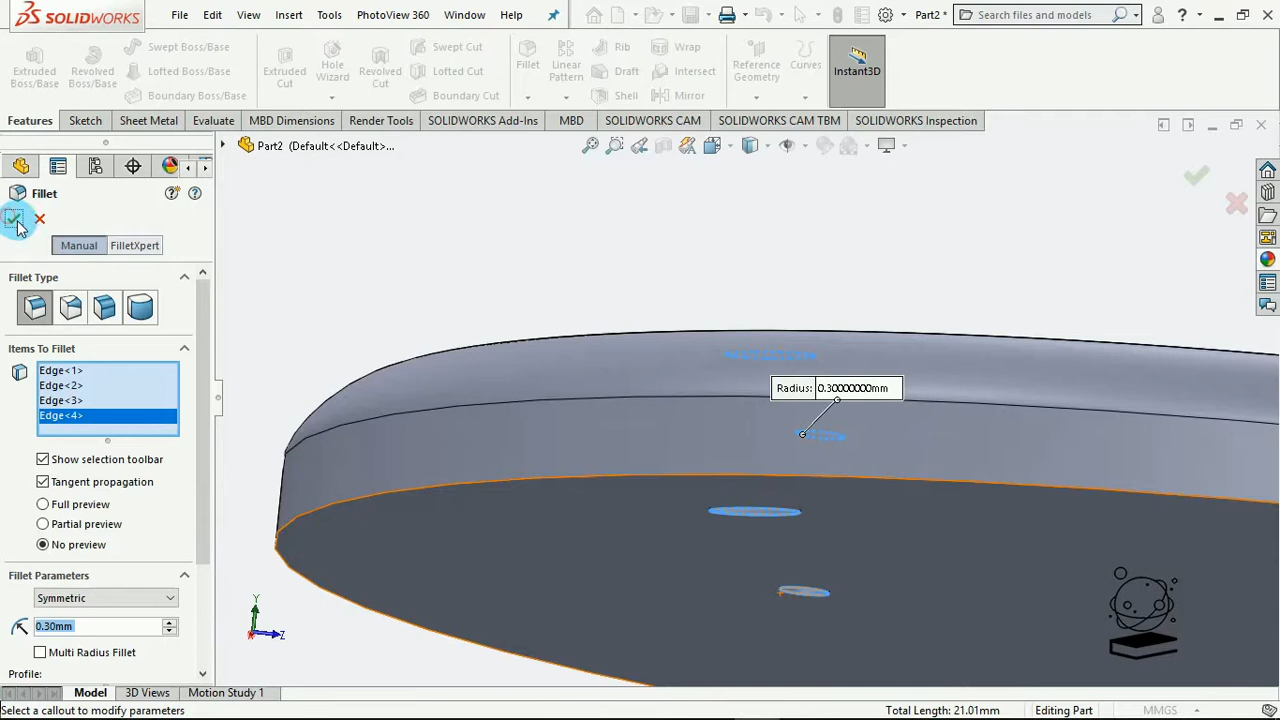 SOLIDWORKS File Edit View Insert Tools PhotoView 360 Window Help Part2 * Search files and models ?
Extruded Boss/Base Revolved Boss/Base Swept Boss/Base Lofted Boss/Base Boundary Boss/Base Extruded Cut Hole Wizard Revolved Cut Swept Cut Lofted Cut Boundary Cut Fillet Linear Pattern Rib Draft Shell Wrap Intersect Mirror Reference Geometry Curves Instant3D
Features Sketch Sheet Metal Evaluate MBD Dimensions Render Tools SOLIDWORKS Add-Ins MBD SOLIDWORKS CAM SOLIDWORKS CAM TBM SOLIDWORKS Inspection
Part2 (Default<<Default>...
Fillet
Manual FilletXpert
Fillet Type
Items To Fillet
Edge<1>
Edge<2>
Edge<3>
Edge<4>
Radius: 0.30000000mm
Show selection toolbar
Tangent propagation
Full preview
Partial preview
No preview
Fillet Parameters
Symmetric
0.30mm
Multi Radius Fillet
Profile:
Y
Z
Model 3D Views Motion Study 1
Select a callout to modify parameters Total Length: 21.01mm Editing Part MMGS